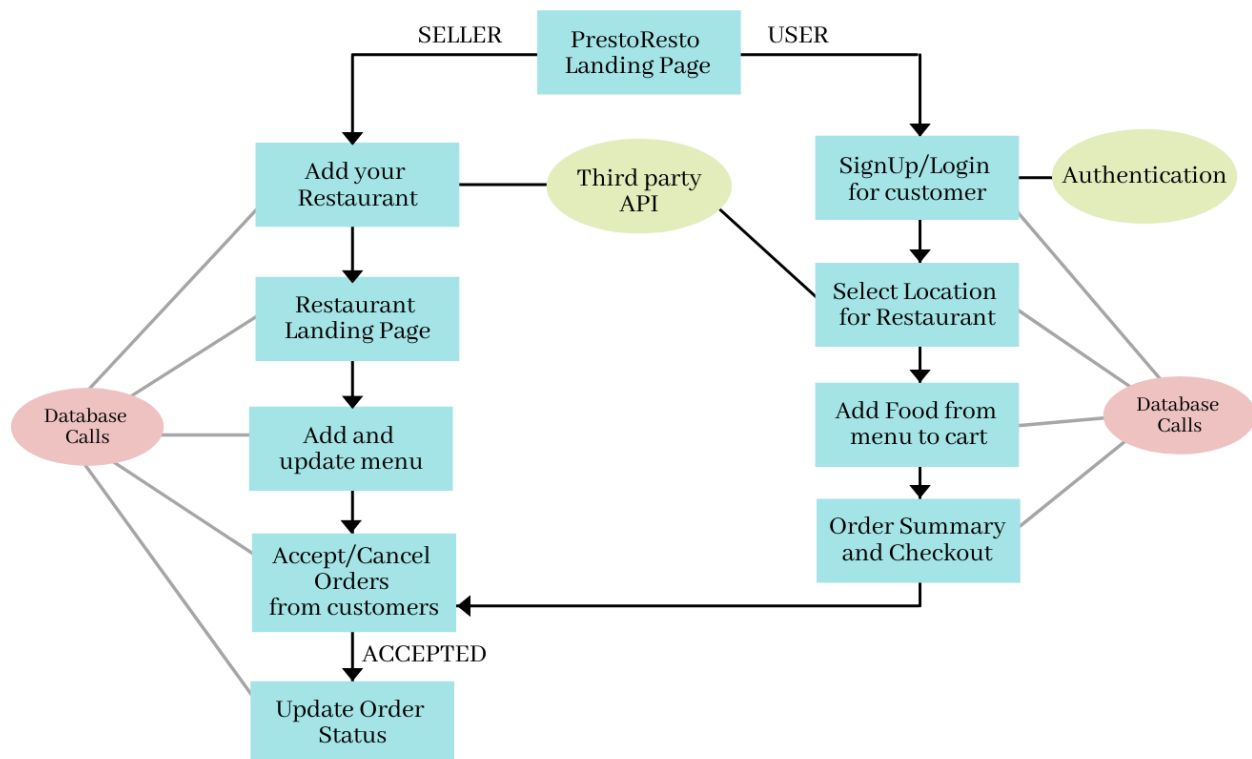 SELLER
PrestoResto
Landing Page
USER
Add your
Restaurant
Third party
API
SignUp/Login
for customer
Authentication
Restaurant
Landing Page
Select Location
for Restaurant
Database
Calls
Add and
update menu
Add Food from
menu to cart
Database
Calls
Accept/Cancel
Orders
from customers
Order Summary
and Checkout
ACCEPTED
Update Order
Status